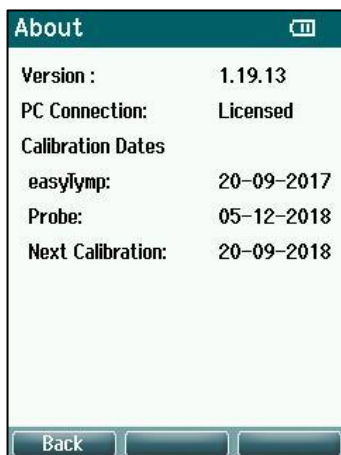 About
Version : 1.19.13
PC Connection: Licensed
Calibration Dates
easyTymp: 20-09-2017
Probe: 05-12-2018
Next Calibration: 20-09-2018
Back